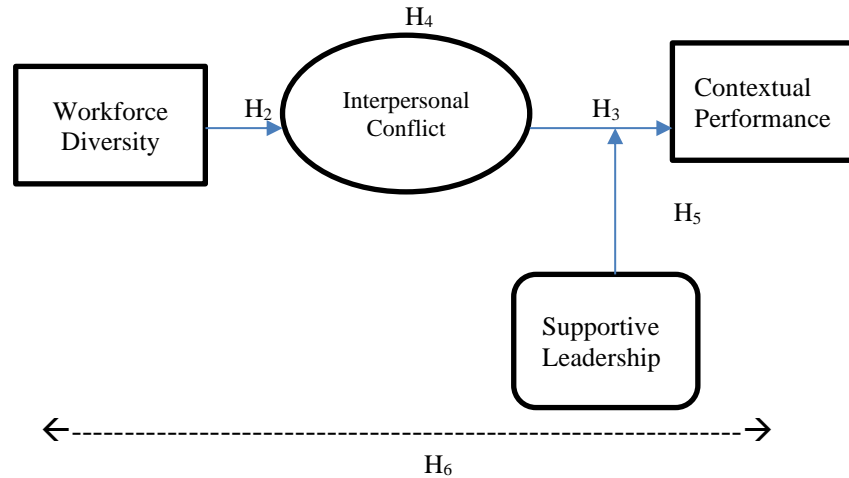 H₄
Workforce
Diversity
H₂
Interpersonal
Conflict
H₃
Contextual
Performance
H₅
Supportive
Leadership
H₆